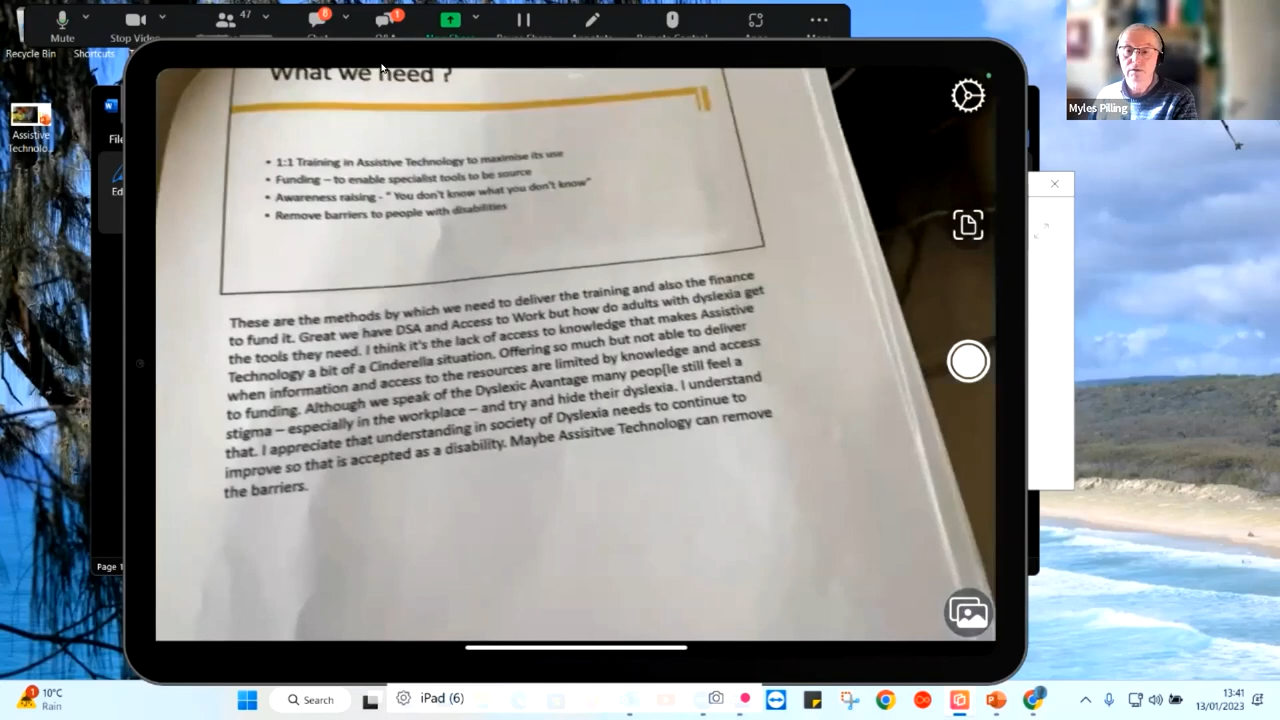 47
8
1
Mute
Stop Video
Recycle Bin
Shortcuts
Assistive
Technolo...
File
Ed
Page 1
Myles Pilling
What we need ?
• 1:1 Training in Assistive Technology to maximise its use
• Funding – to enable specialist tools to be source
• Awareness raising - " You don't know what you don't know"
• Remove barriers to people with disabilities
These are the methods by which we need to deliver the training and also the finance
to fund it. Great we have DSA and Access to Work but how do adults with dyslexia get
the tools they need. I think it's the lack of access to knowledge that makes Assistive
Technology a bit of a Cinderella situation. Offering so much but not able to deliver
when information and access to the resources are limited by knowledge and access
to funding. Although we speak of the Dyslexic Avantage many peop[le still feel a
stigma – especially in the workplace – and try and hide their dyslexia. I understand
that. I appreciate that understanding in society of Dyslexia needs to continue to
improve so that is accepted as a disability. Maybe Assisitve Technology can remove
the barriers.
1
10°C
Rain
Search
iPad (6)
13:41
13/01/2023